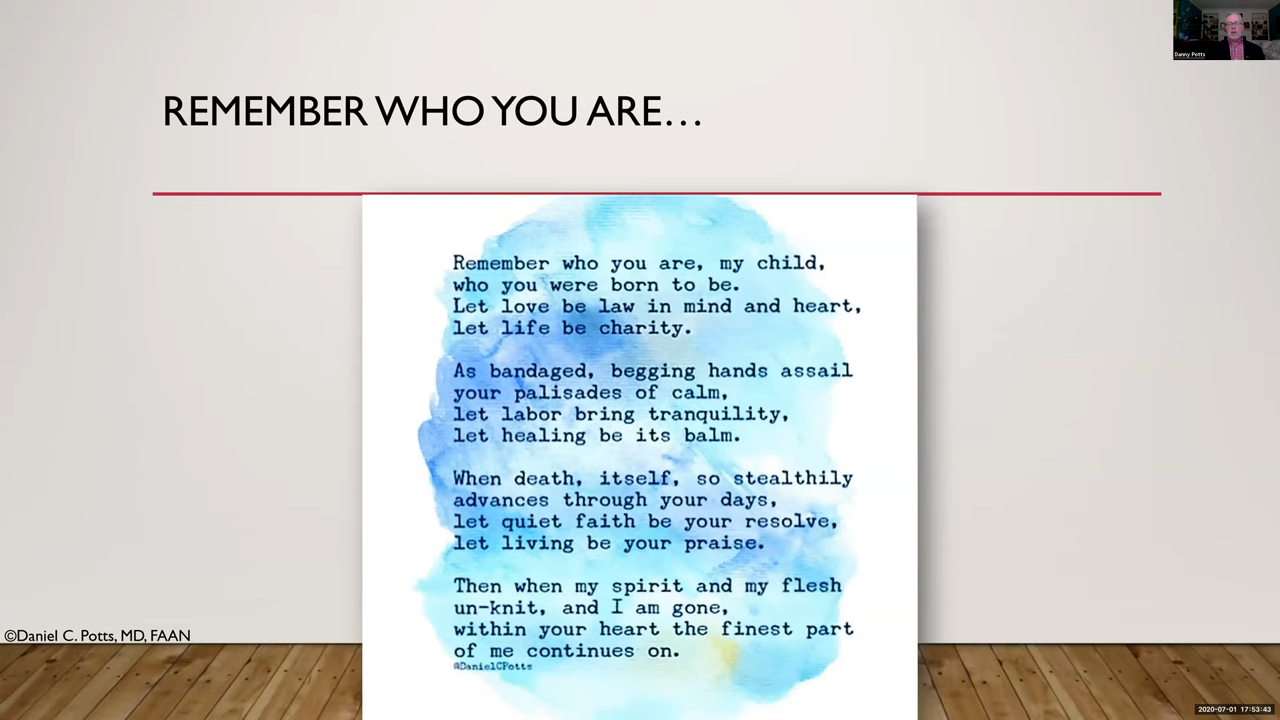 Danny Potts
REMEMBER WHO YOU ARE...
Remember who you are, my child,
who you were born to be.
Let love be law in mind and heart,
let life be charity.
As bandaged, begging hands assail
your palisades of calm,
let labor bring tranquility,
let healing be its balm.
When death, itself, so stealthily
advances through your days,
let quiet faith be your resolve,
let living be your praise.
Then when my spirit and my flesh
un-knit, and I am gone,
within your heart the finest part
of me continues on.
@DanielCPotts
©Daniel C. Potts, MD, FAAN
2020-07-01 17:53:43